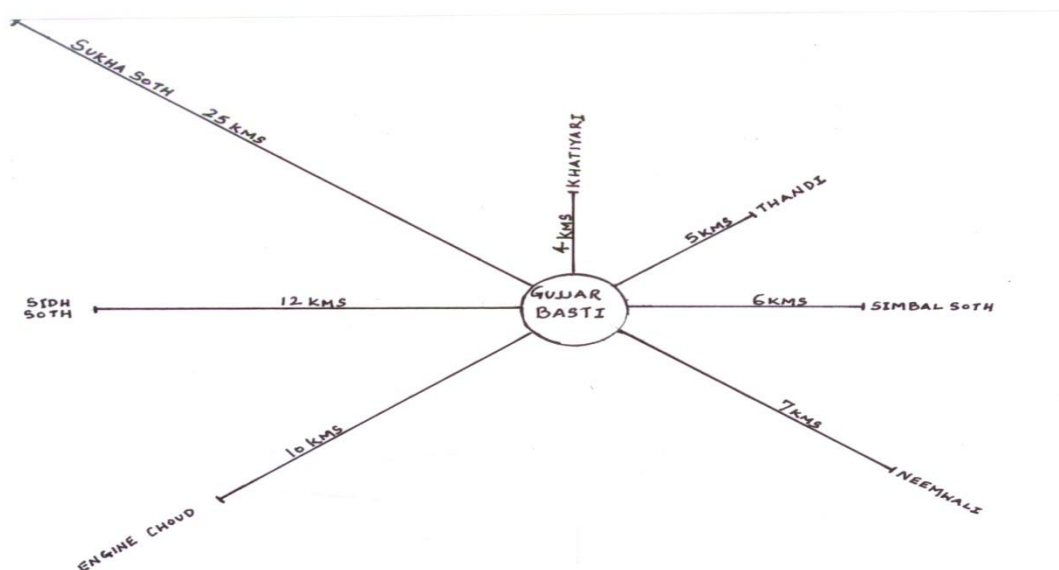 SUKHA SOTH
25 KMS
KHATIYARI
4 KMS
THANDI
5 KMS
SIDH
SOTH
12 KMS
GUJJAR
BASTI
6 KMS
SIMBAL SOTH
10 KMS
7 KMS
ENGINE CHOUD
NEEMWALI